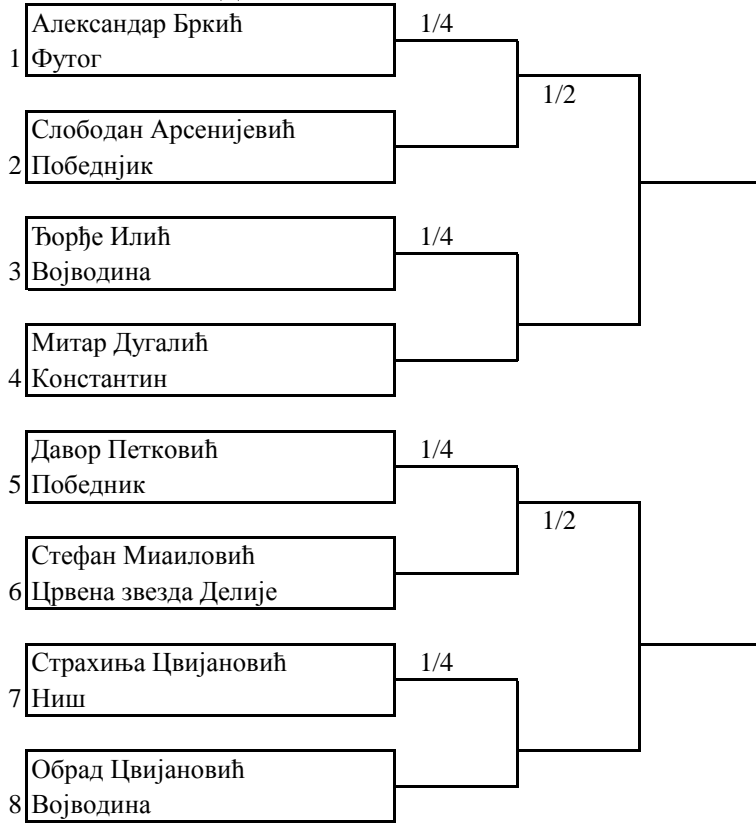 Александар Бркић
1/4
1 Футог
1/2
Слободан Арсенијевић
2 Победнјик
Ђорђе Илић
1/4
3 Војводина
Митар Дугалић
4 Константин
Давор Петковић
1/4
5 Победник
1/2
Стефан Миаиловић
6 Црвена звезда Делије
Страхиња Цвијановић
1/4
7 Ниш
Обрад Цвијановић
8 Војводина